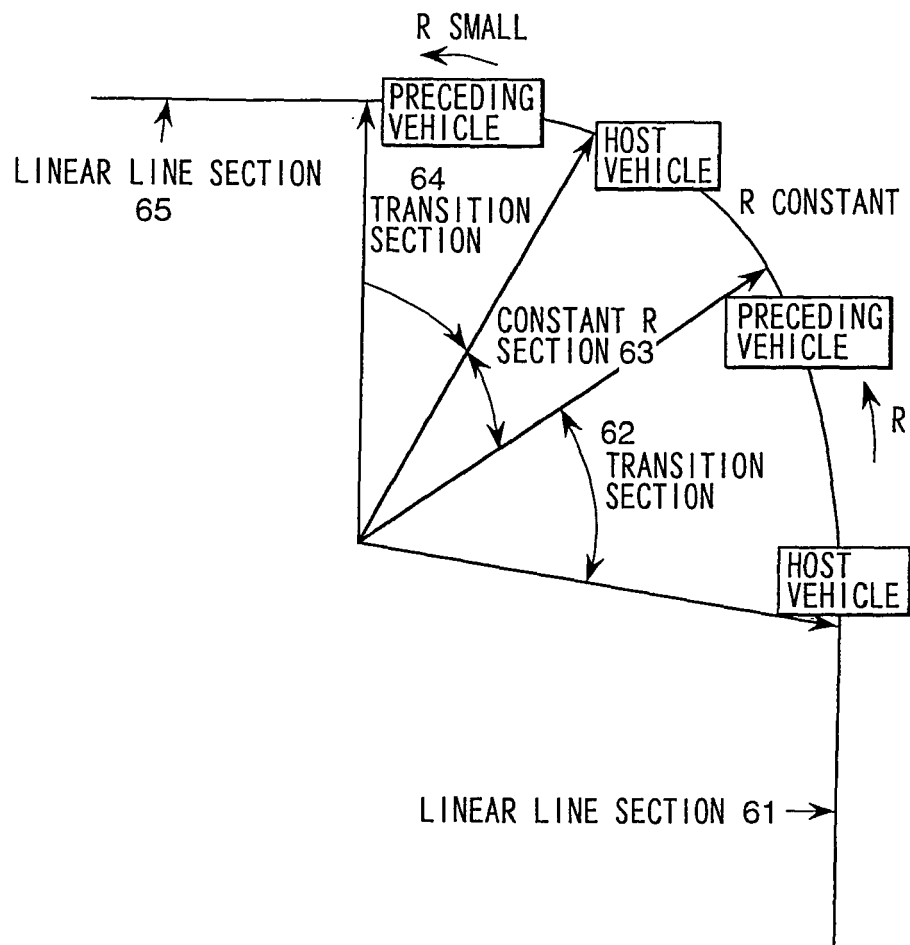 R SMALL
PRECEDING
VEHICLE
HOST
VEHICLE
LINEAR LINE SECTION
65
64
TRANSITION
SECTION
R CONSTANT
CONSTANT R
SECTION 63
PRECEDING
VEHICLE
R
62
TRANSITION
SECTION
HOST
VEHICLE
LINEAR LINE SECTION 61